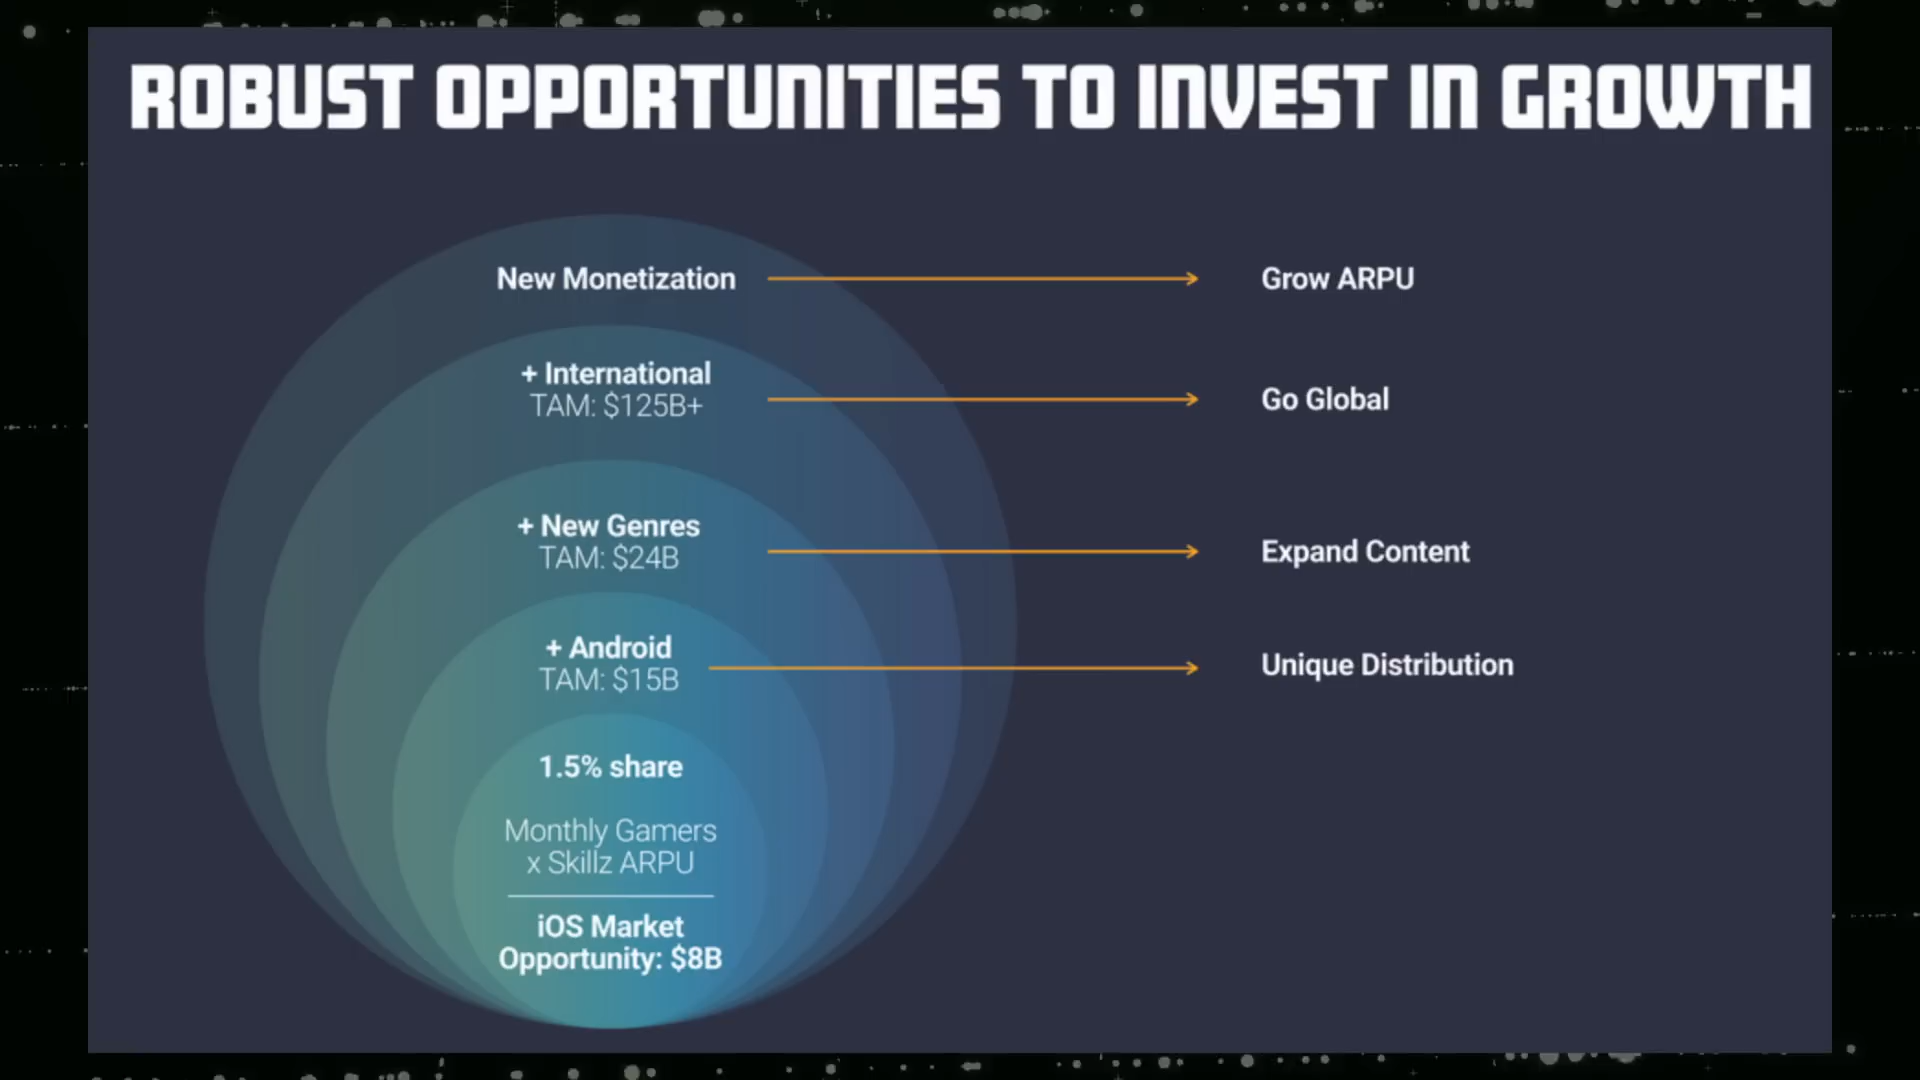 ROBUST OPPORTUNITIES TO INVEST IN GROWTH
New Monetization
Grow ARPU
+ International
TAM: $125B+
Go Global
+ New Genres
TAM: $24B
Expand Content
+ Android
TAM: $15B
Unique Distribution
1.5% share
Monthly Gamers
x Skillz ARPU
iOS Market
Opportunity: $8B